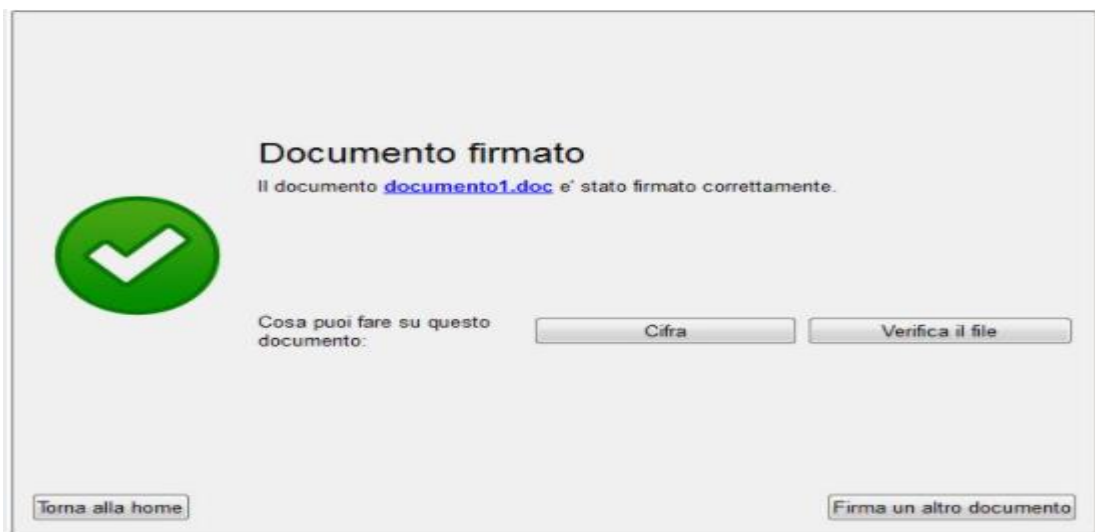 Documento firmato
Il documento documento1.doc e' stato firmato correttamente.
Cosa puoi fare su questo
documento:
Cifra
Verifica il file
Torna alla home
Firma un altro documento